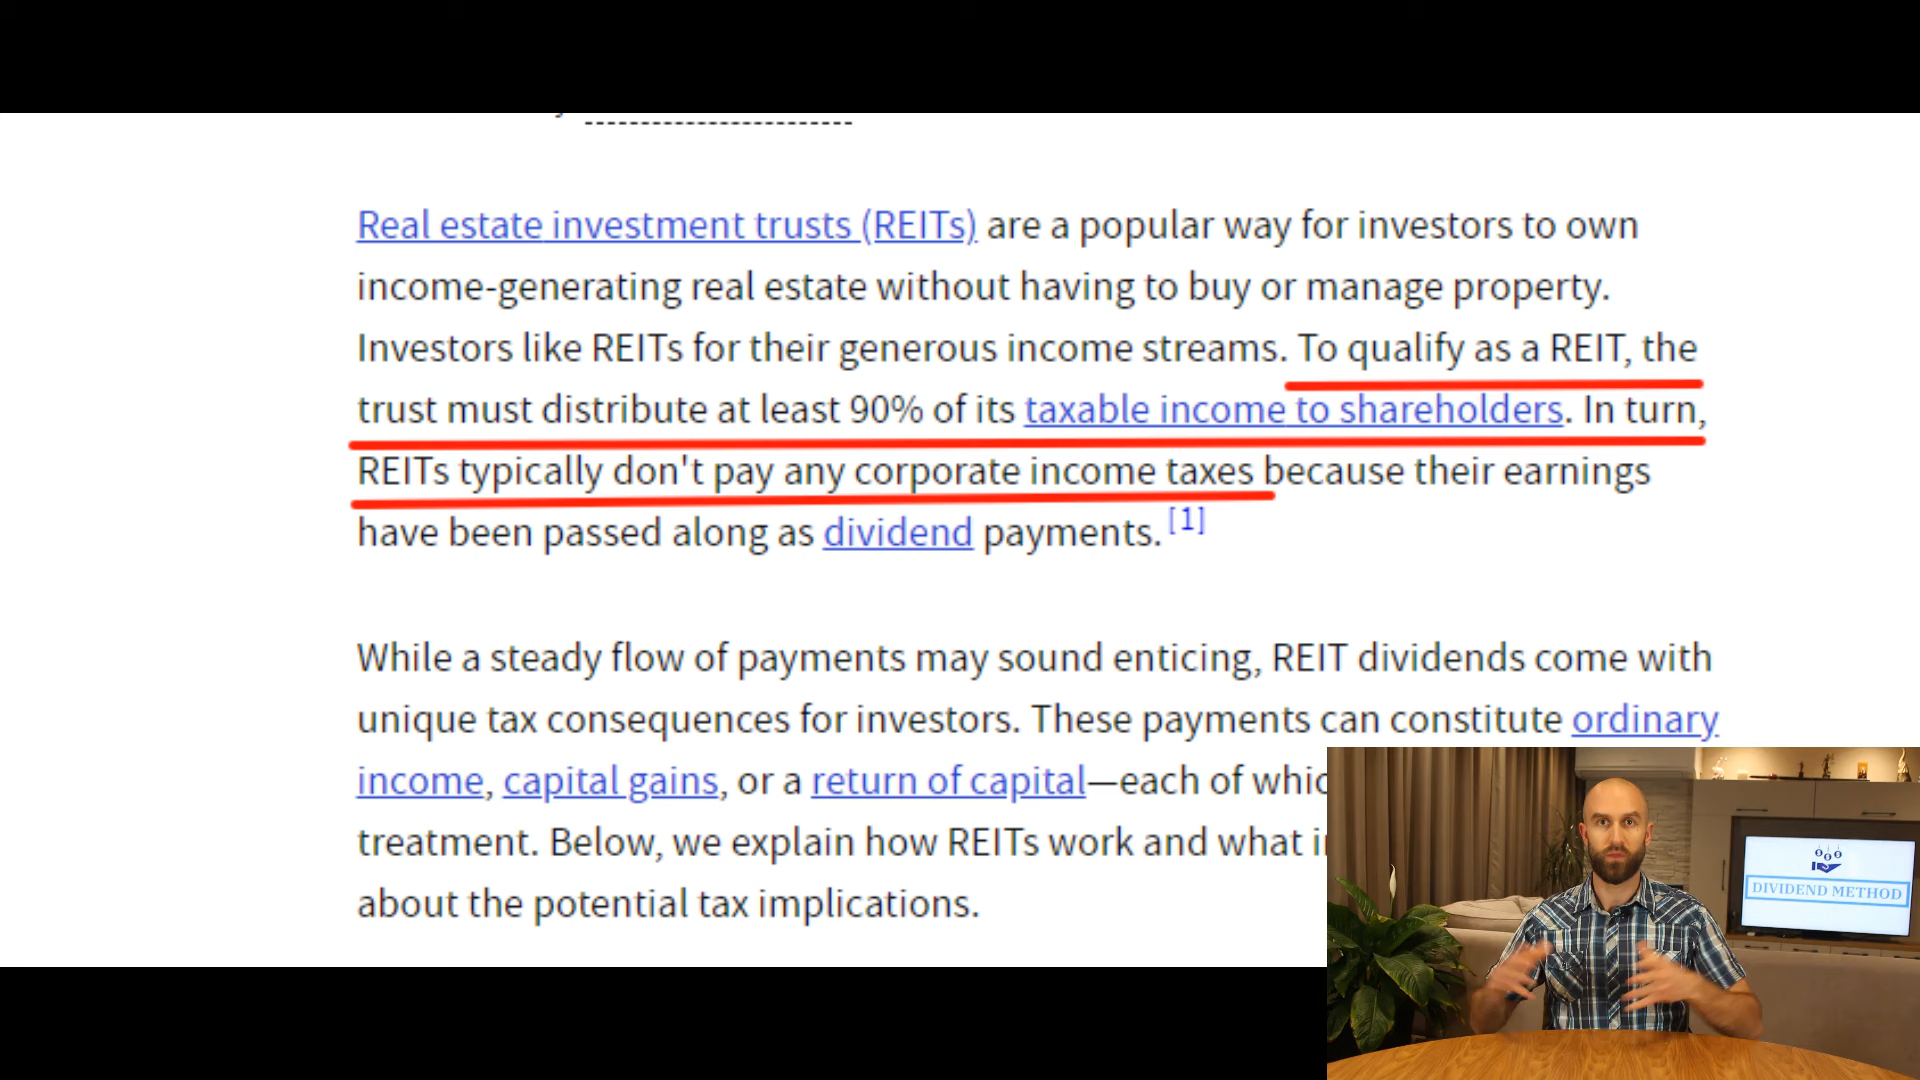 Real estate investment trusts (REITs) are a popular way for investors to own
income-generating real estate without having to buy or manage property.
Investors like REITs for their generous income streams. To qualify as a REIT, the
trust must distribute at least 90% of its taxable income to shareholders. In turn,
REITs typically don't pay any corporate income taxes because their earnings
have been passed along as dividend payments. [1]
While a steady flow of payments may sound enticing, REIT dividends come with
unique tax consequences for investors. These payments can constitute ordinary
income, capital gains, or a return of capital—each of
treatment. Below, we explain how REITs work and what
about the potential tax implications.
DIVIDEND METHOD